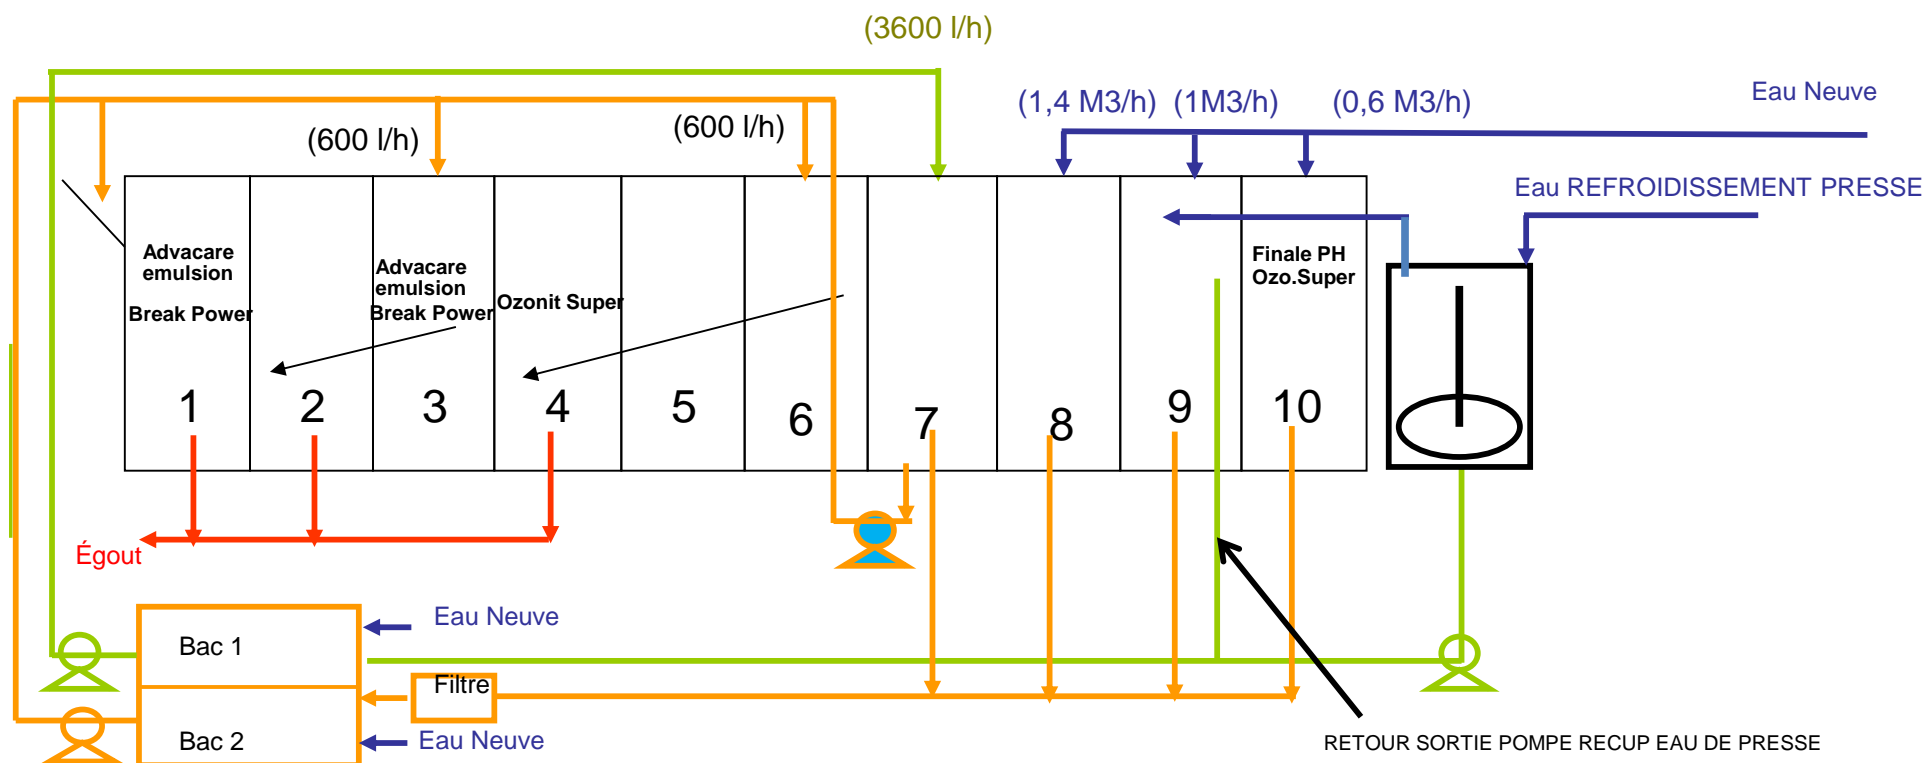 (3600 l/h)
(1,4 M3/h) (1M3/h) (0,6 M3/h) Eau Neuve
(600 l/h) (600 l/h)
Eau REFROIDISSEMENT PRESSE
Advacare
emulsion
Break Power
Advacare
emulsion
Break Power
Ozonit Super
Finale PH
Ozo.Super
1 2 3 4 5 6 7 8 9 10
Égout
Eau Neuve
Bac 1
Filtre
Bac 2
Eau Neuve
RETOUR SORTIE POMPE RECUP EAU DE PRESSE